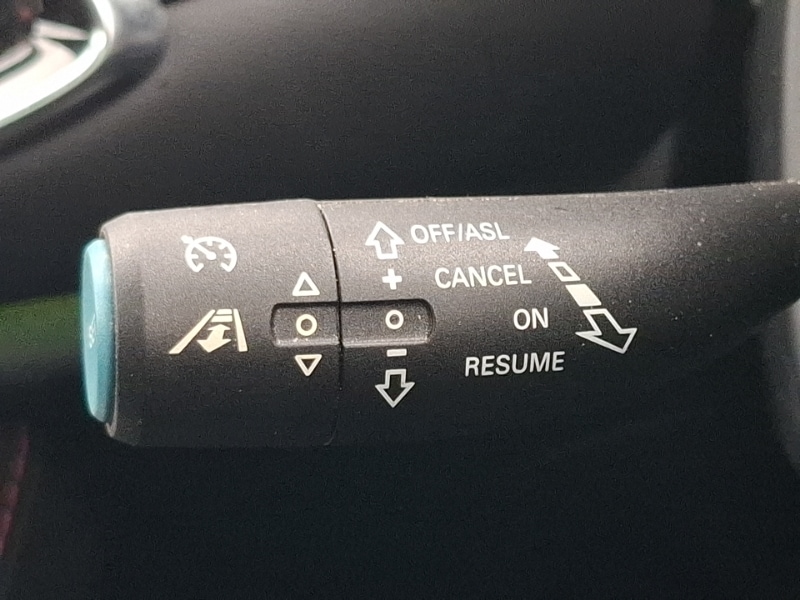 OFF/ASL
+
CANCEL
ON
−
RESUME